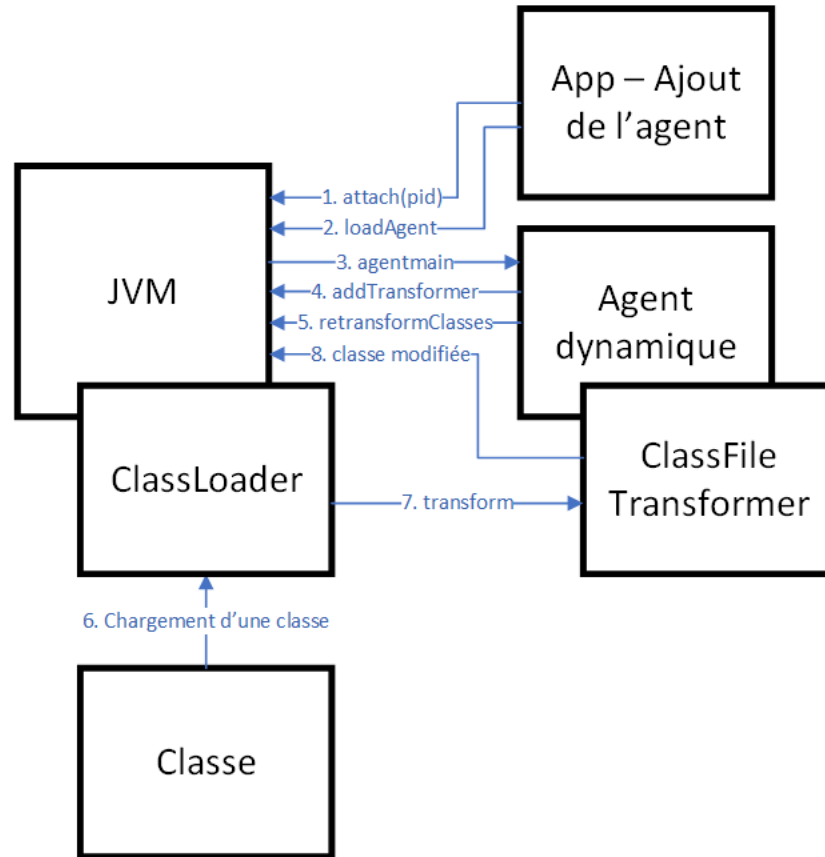 App – Ajout
de l’agent
1. attach(pid)
2. loadAgent
3. agentmain
4. addTransformer
5. retransformClasses
8. classe modifiée
JVM
Agent
dynamique
ClassLoader
ClassFile
Transformer
7. transform
6. Chargement d’une classe
Classe